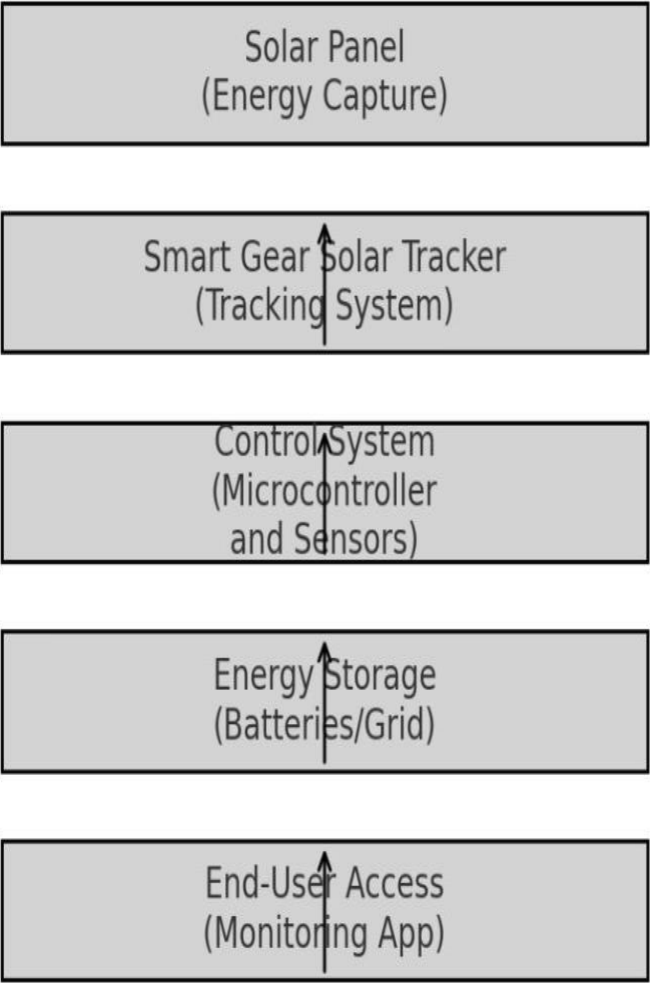 Solar Panel
(Energy Capture)
Smart Gear Solar Tracker
(Tracking System)
Control System
(Microcontroller
and Sensors)
Energy Storage
(Batteries/Grid)
End-User Access
(Monitoring App)